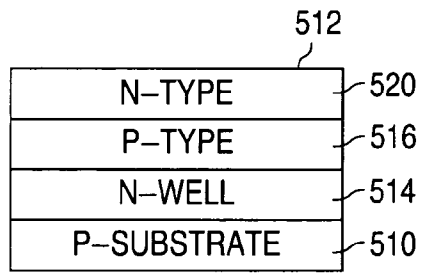 512
N-TYPE 520
P-TYPE 516
N-WELL 514
P-SUBSTRATE 510